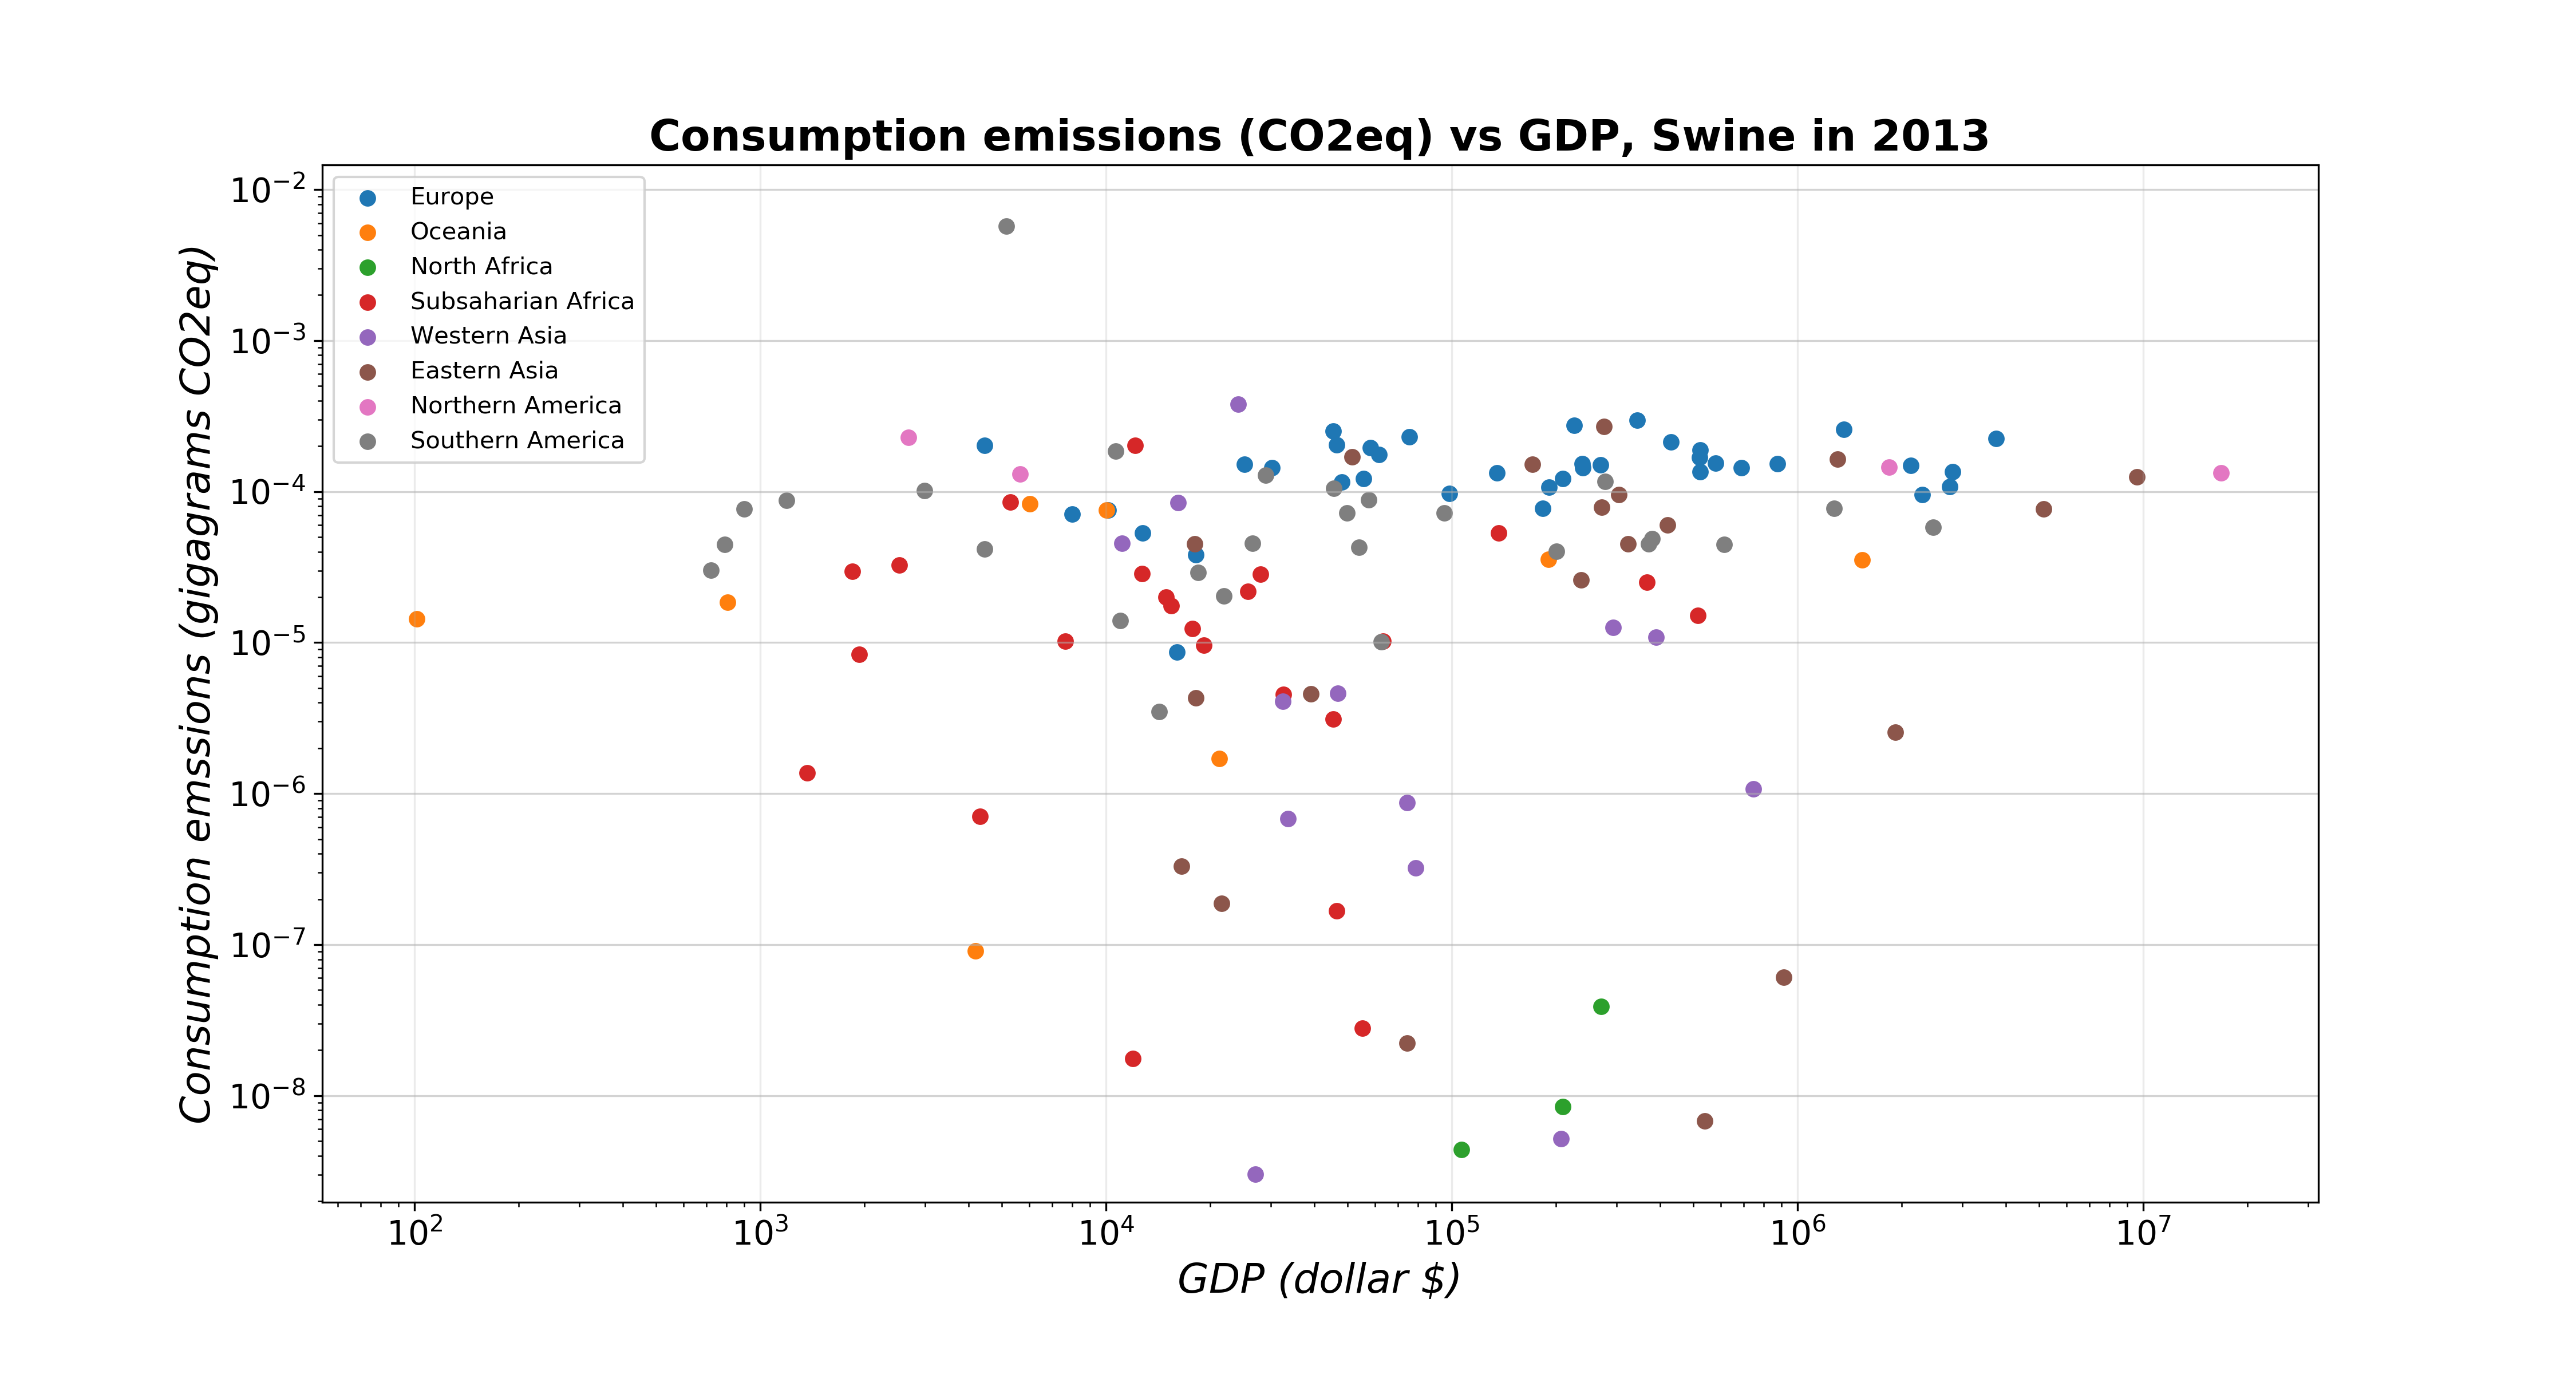 Consumption emissions (CO2eq) vs GDP, Swine in 2013
Consumption emssions (gigagrams CO2eq)
10⁻²
10⁻³
10⁻⁴
10⁻⁵
10⁻⁶
10⁻⁷
10⁻⁸
Europe
Oceania
North Africa
Subsaharian Africa
Western Asia
Eastern Asia
Northern America
Southern America
10² 10³ 10⁴ 10⁵ 10⁶ 10⁷
GDP (dollar $)